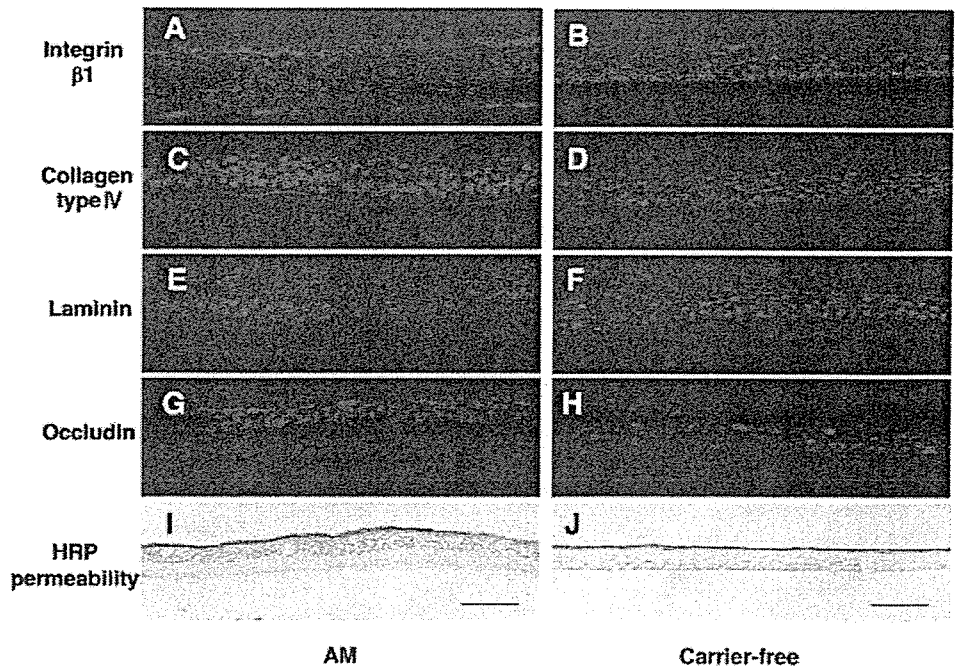 A
B
Integrin
β1
C
D
Collagen
type IV
E
F
Laminin
G
H
Occludin
I
J
HRP
permeability
AM
Carrier-free